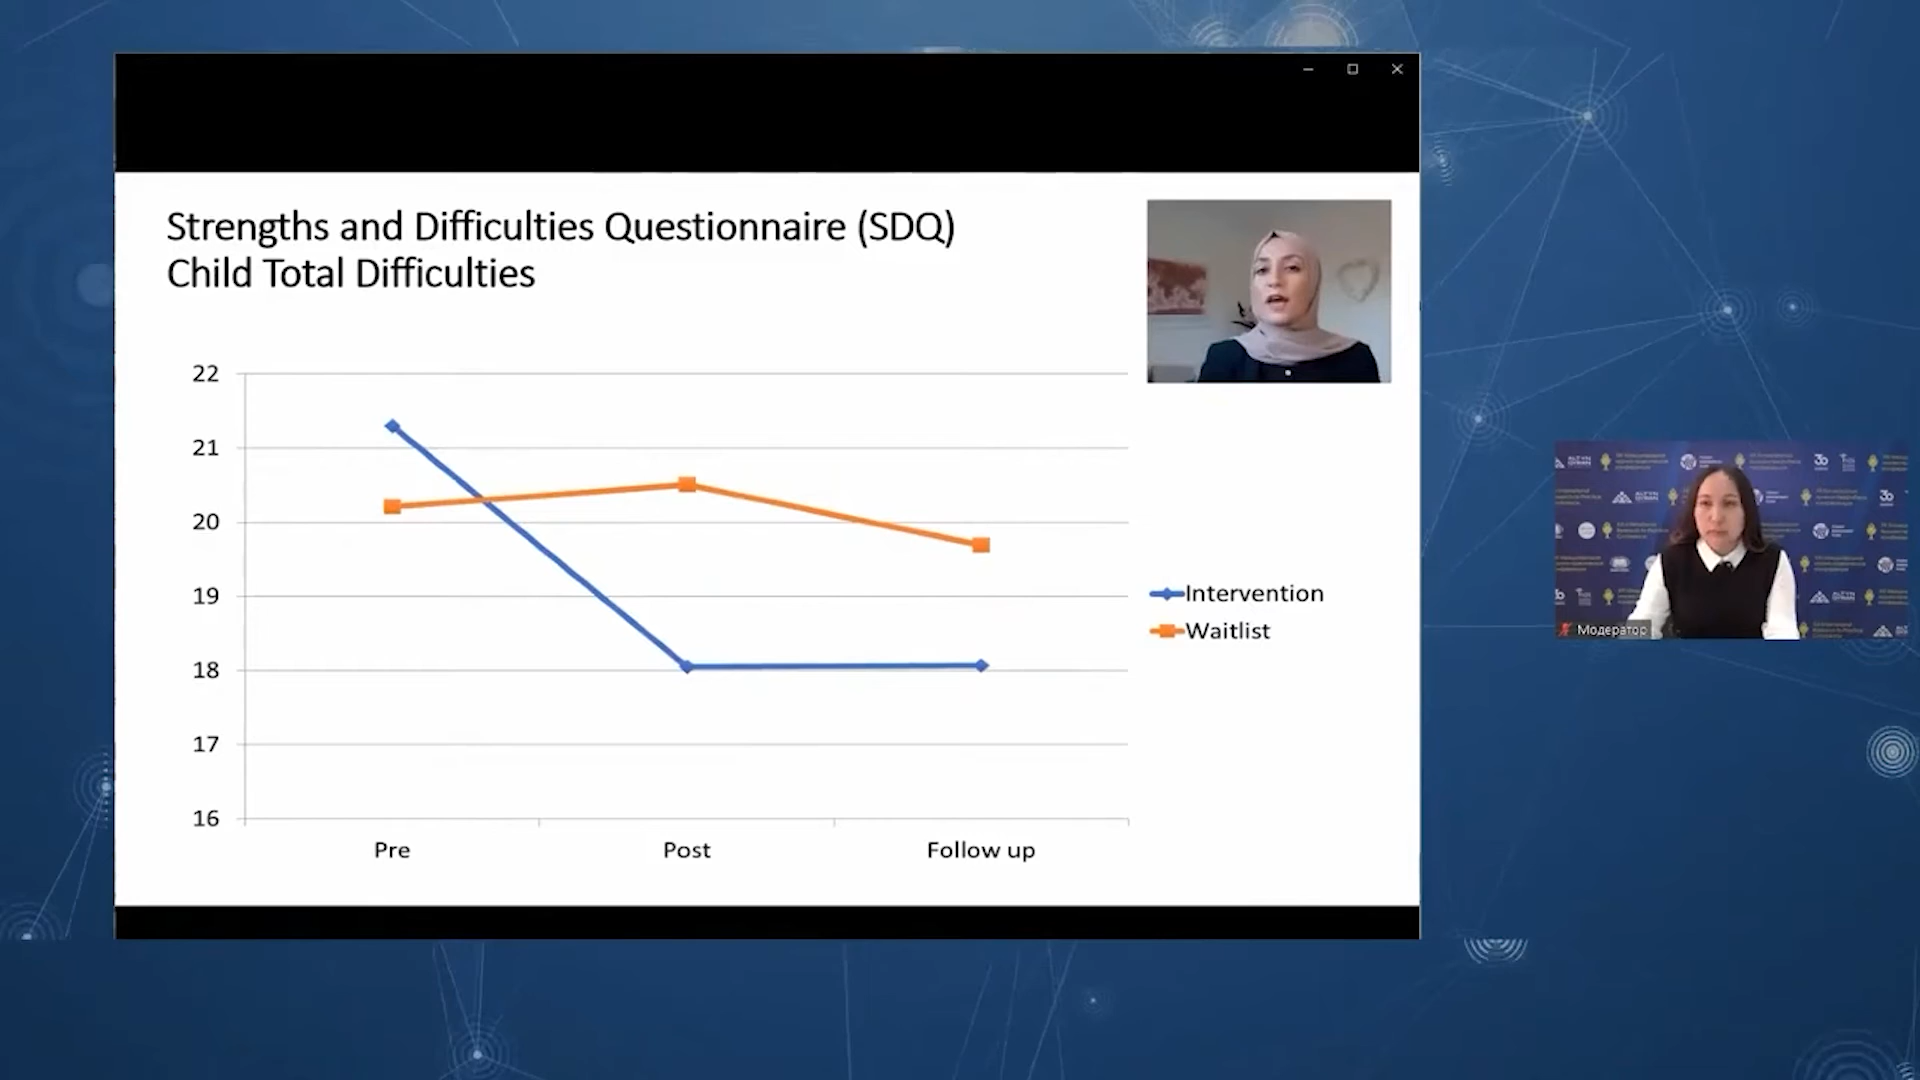 Strengths and Difficulties Questionnaire (SDQ)
Child Total Difficulties
22
21
20
19
18
17
16
Pre
Post
Follow up
Intervention
Waitlist
Модератор